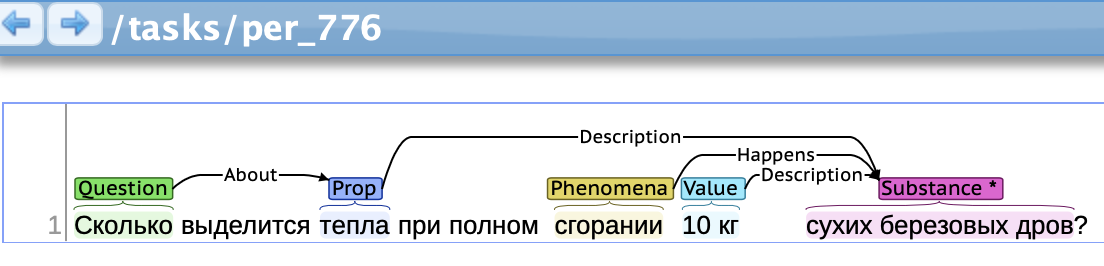 /tasks/per_776
Description
Happens
About
Description
Question Prop Phenomena Value Substance *
1 Сколько выделится тепла при полном сгорании 10 кг сухих березовых дров?